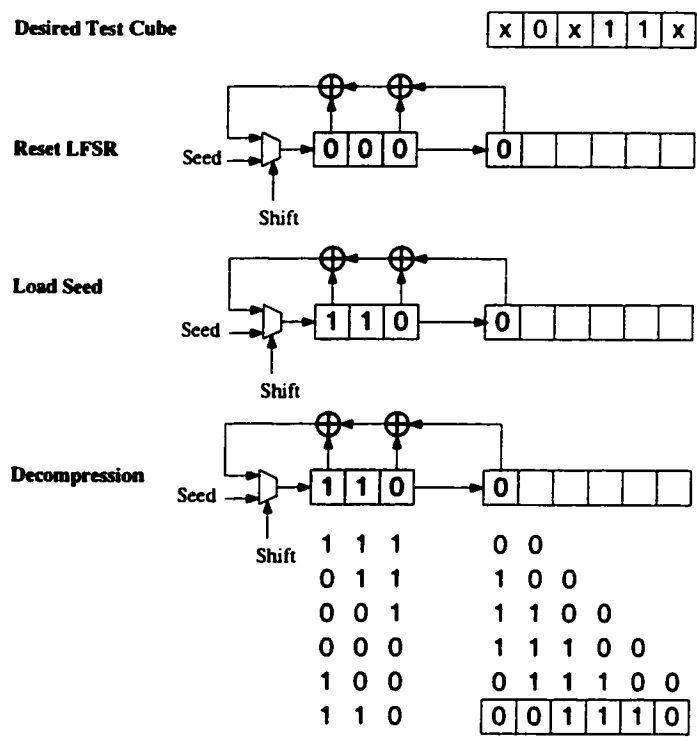 Desired Test Cube x 0 x 1 1 x
Reset LFSR Seed 0 0 0 0
Shift
Load Seed Seed 1 1 0 0
Shift
Decompression Seed 1 1 0 0
Shift
1 1 1 0 0
0 1 1 1 0 0
0 0 1 1 1 0 0
0 0 0 1 1 1 0 0
1 0 0 0 1 1 1 0 0
1 1 0 0 0 1 1 1 0